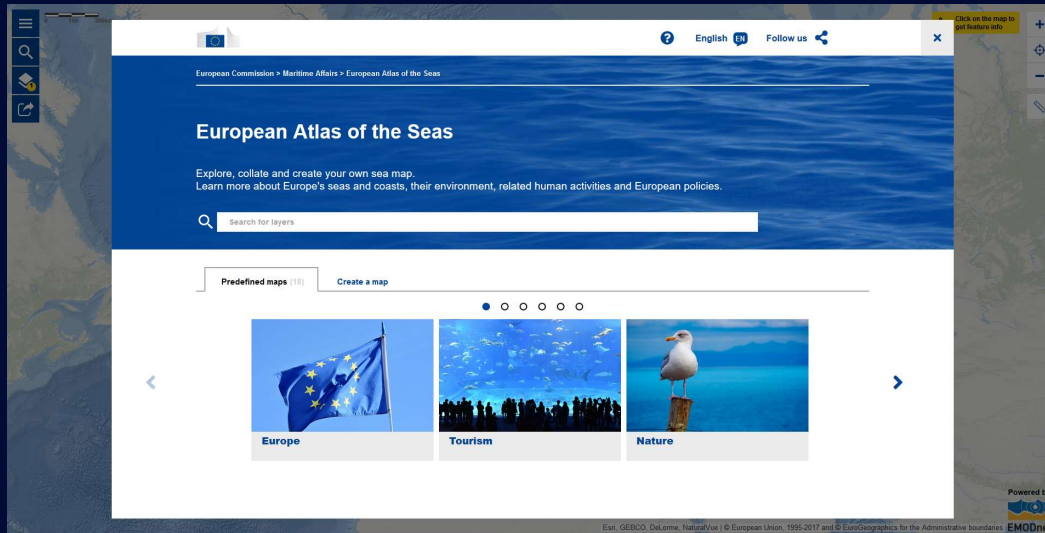 Click on the map to
get feature info
English EN Follow us
European Commission > Maritime Affairs > European Atlas of the Seas
European Atlas of the Seas
Explore, collate and create your own sea map.
Learn more about Europe's seas and coasts, their environment, related human activities and European policies.
Search for layers
Predefined maps (18) Create a map
Europe Tourism Nature
Powered
Esri, GEBCO, DeLorme, NaturalVue | © European Union, 1995-2017 and © EuroGeographics for the Administrative boundaries